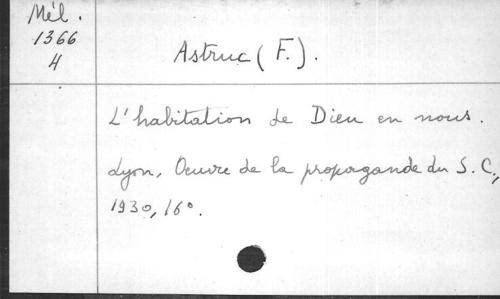 Mél.
1366
4
Astruc (F.).
L'habitation de Dieu en nous.
Lyon, Oeuvre de la propagande du S.C.,
1930, 16°.